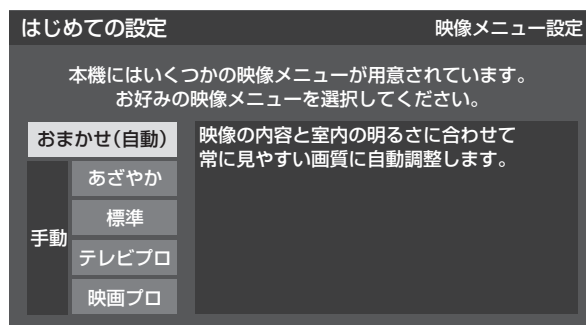 はじめての設定 映像メニュー設定
本機にはいくつかの映像メニューが用意されています。
お好みの映像メニューを選択してください。
おまかせ(自動)
映像の内容と室内の明るさに合わせて
常に見やすい画質に自動調整します。
手動
あざやか
標準
テレビプロ
映画プロ